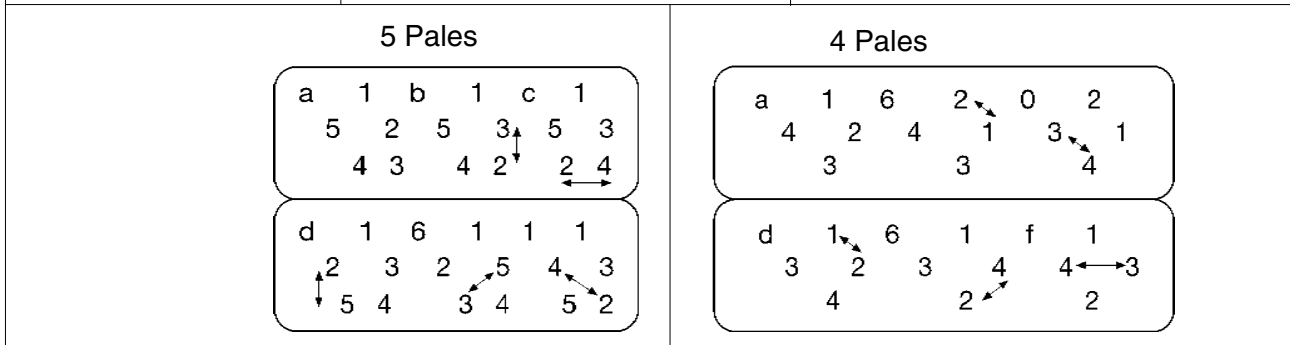 5 Pales
a 1 b 1 c 1
5 2 5 3 5 3
4 3 4 2 2 4
d 1 6 1 1 1
2 3 2 5 4 3
5 4 3 4 5 2
4 Pales
a 1 6 2 0 2
4 2 4 1 3 1
3 3 4
d 1 6 1 f 1
3 2 3 4 4 3
4 2 2